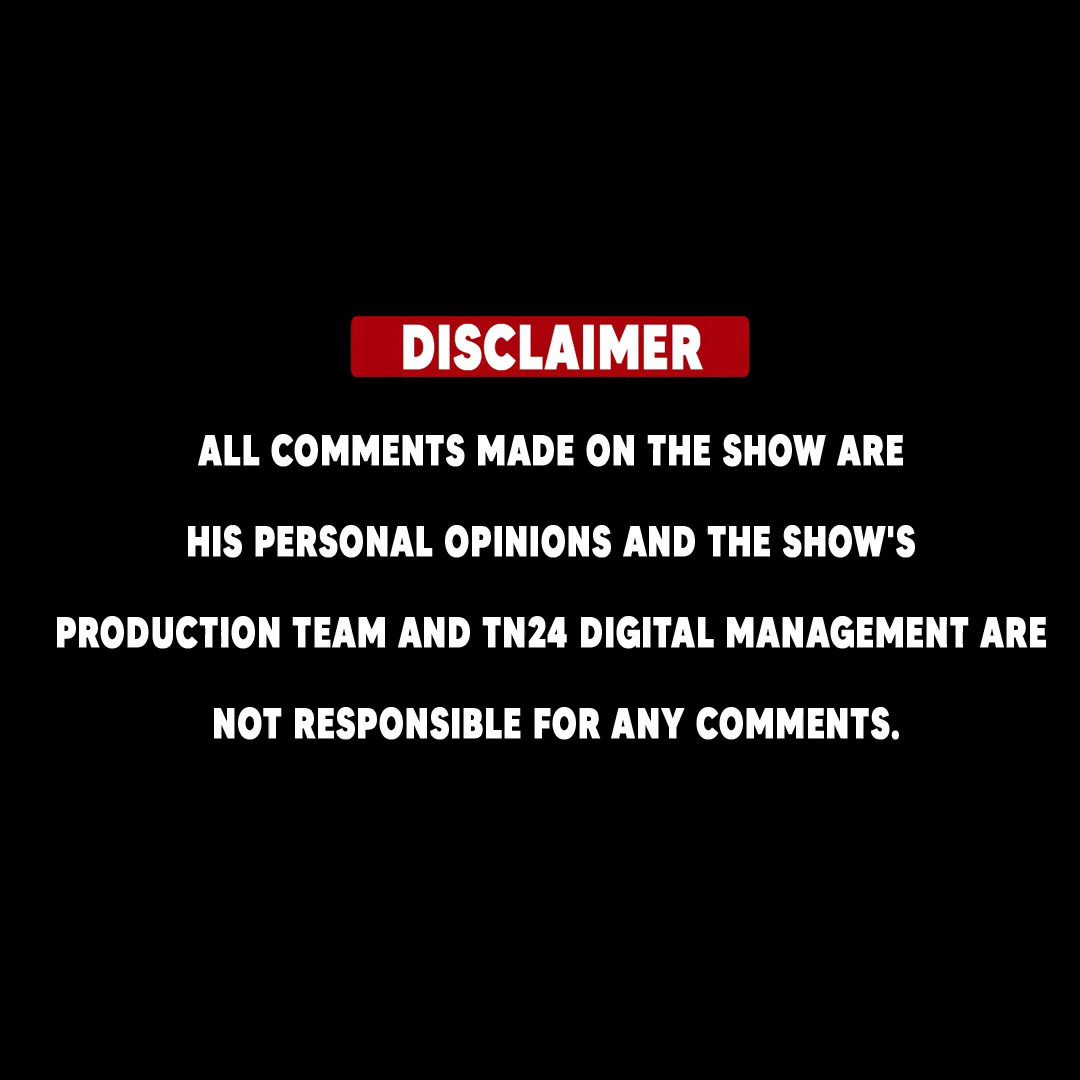 DISCLAIMER
ALL COMMENTS MADE ON THE SHOW ARE
HIS PERSONAL OPINIONS AND THE SHOW'S
PRODUCTION TEAM AND TN24 DIGITAL MANAGEMENT ARE
NOT RESPONSIBLE FOR ANY COMMENTS.